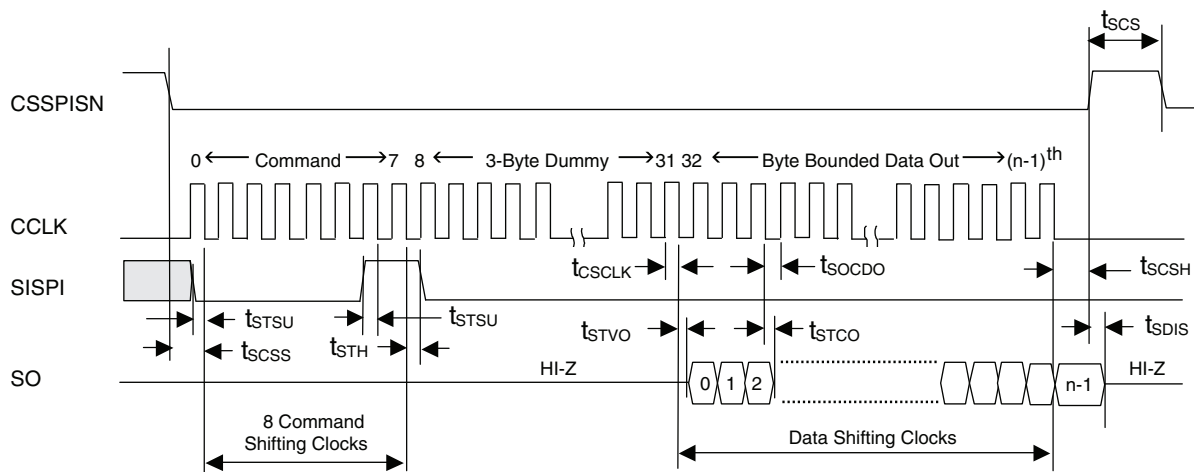 tSCS
CSSPISN
0 Command 7 8 3-Byte Dummy 31 32 Byte Bounded Data Out (n-1)th
CCLK
tCSCLK tSOCDO tSCSH
SISPI
tSTSU tSTSU tSTVO tSTCO tSDIS
tSCSS tSTH
SO HI-Z 0 1 2 n-1 HI-Z
8 Command
Shifting Clocks
Data Shifting Clocks